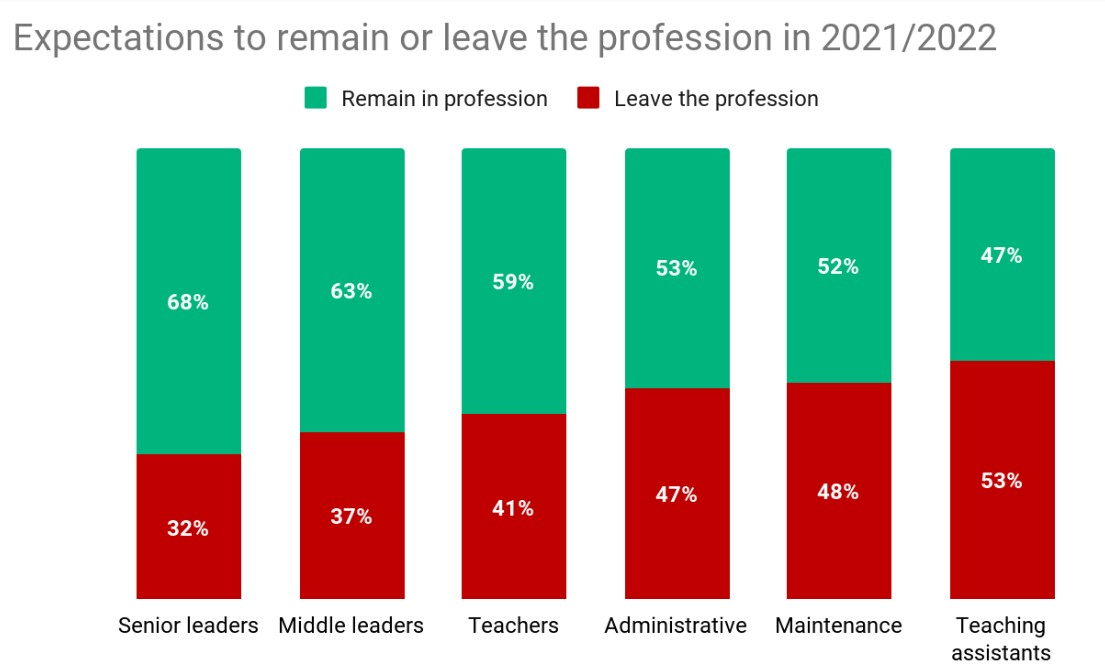 Expectations to remain or leave the profession in 2021/2022
Remain in profession Leave the profession
68% 63% 59% 53% 52% 47%
32% 37% 41% 47% 48% 53%
Senior leaders Middle leaders Teachers Administrative Maintenance Teaching
assistants